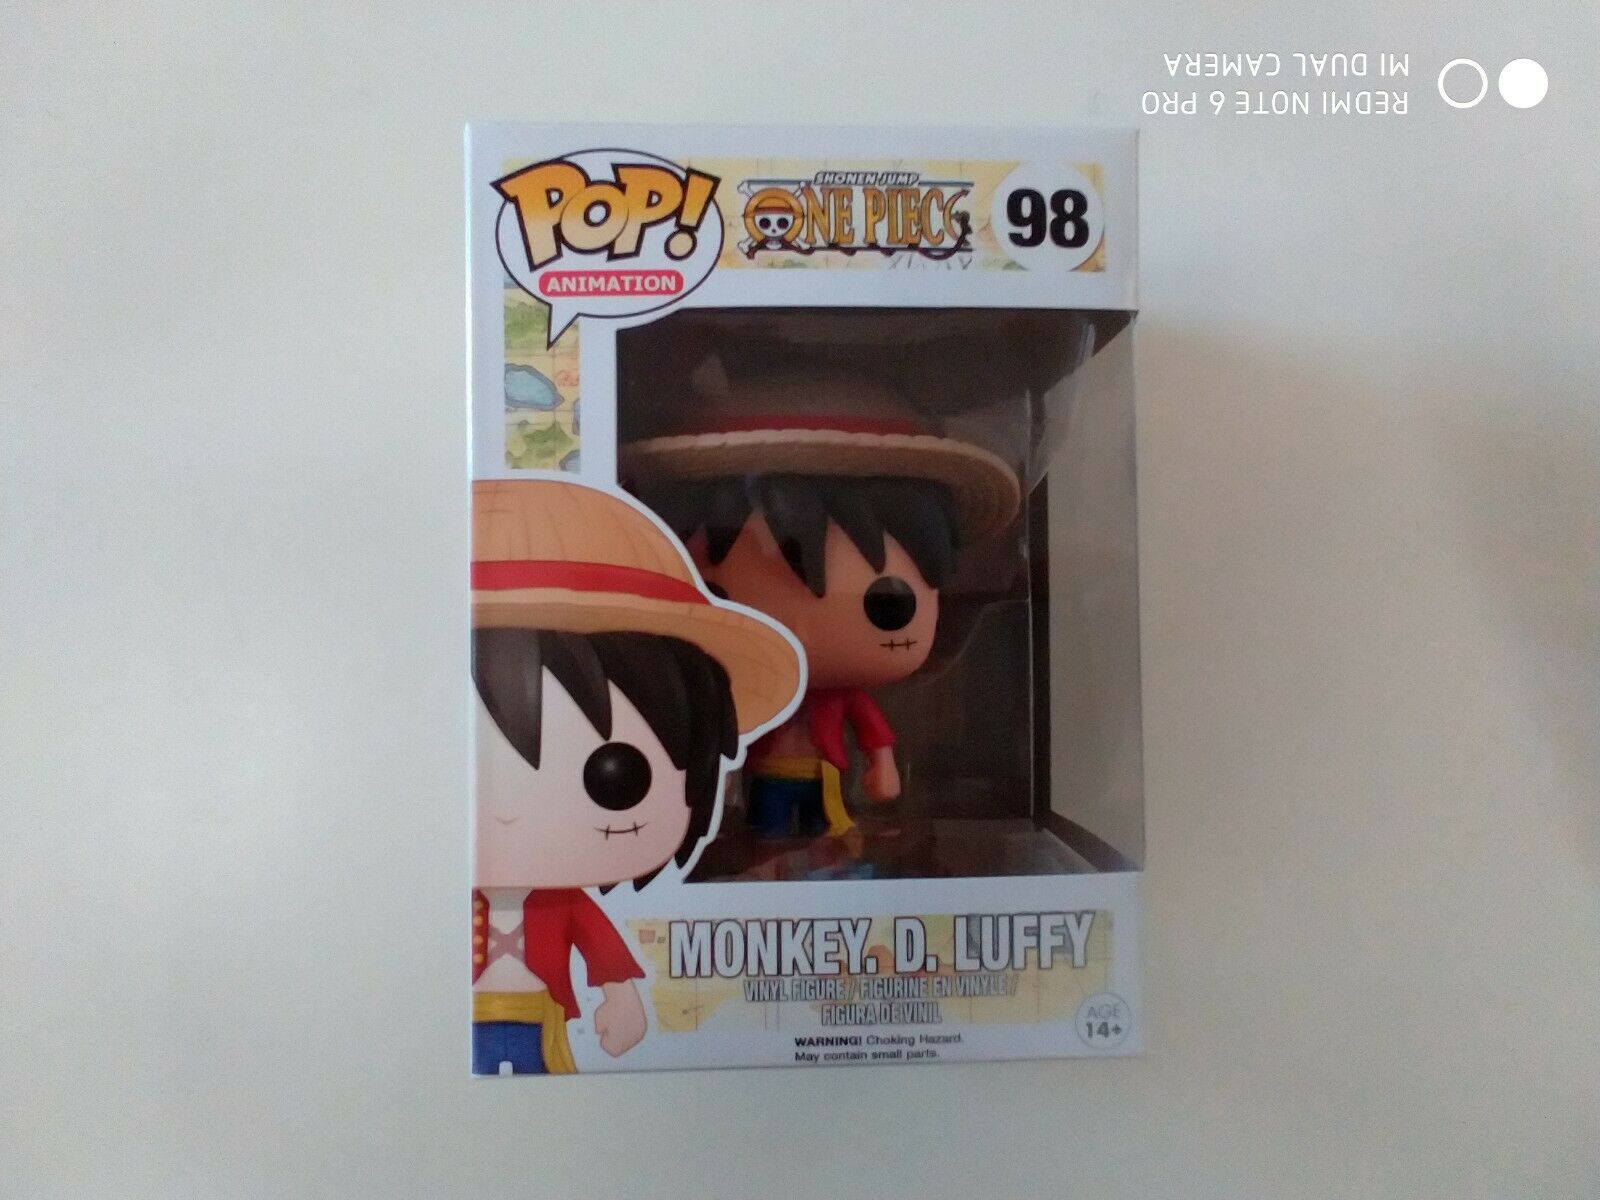 REDMI NOTE 6 PRO
MI DUAL CAMERA
POP!
ANIMATION
SHONEN JUMP
ONE PIECE
98
MONKEY. D. LUFFY
VINYL FIGURE / FIGURINE EN VINYLE /
FIGURA DE VINIL
AGE
14+
WARNING! Choking Hazard.
May contain small parts.